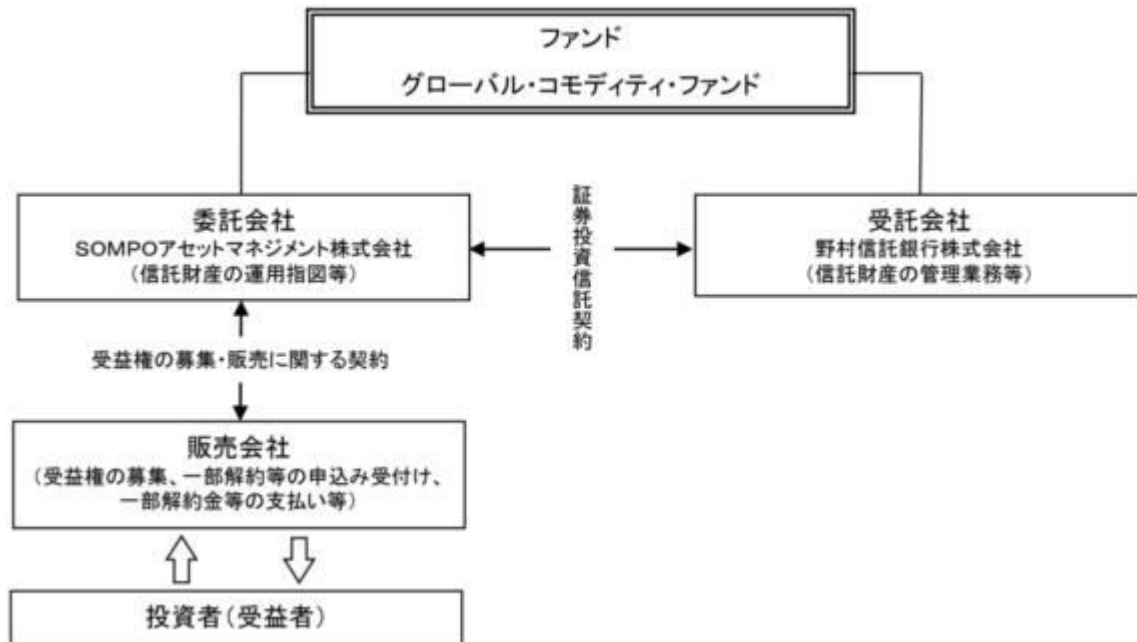 ファンド
グローバル・コモディティ・ファンド
委託会社
SOMPOアセットマネジメント株式会社
(信託財産の運用指図等)
証券投資信託契約
受託会社
野村信託銀行株式会社
(信託財産の管理業務等)
受益権の募集・販売に関する契約
販売会社
(受益権の募集、一部解約等の申込み受付け、
一部解約金等の支払い等)
投資者(受益者)